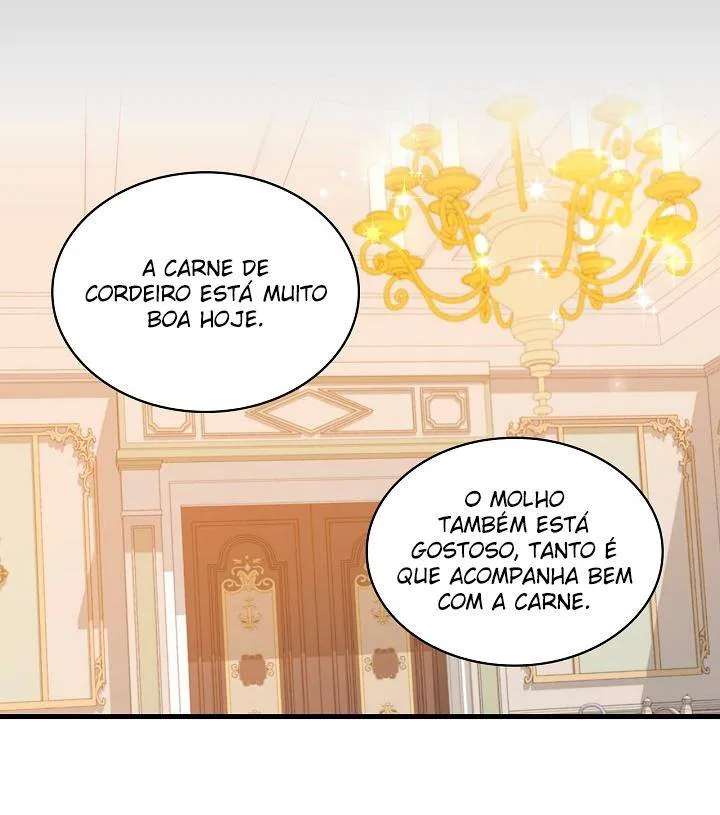 A CARNE DE
CORDEIRO ESTÁ MUITO
BOA HOJE.
O MOLHO
TAMBÉM ESTÁ
GOSTOSO, TANTO É
QUE ACOMPANHA BEM
COM A CARNE.